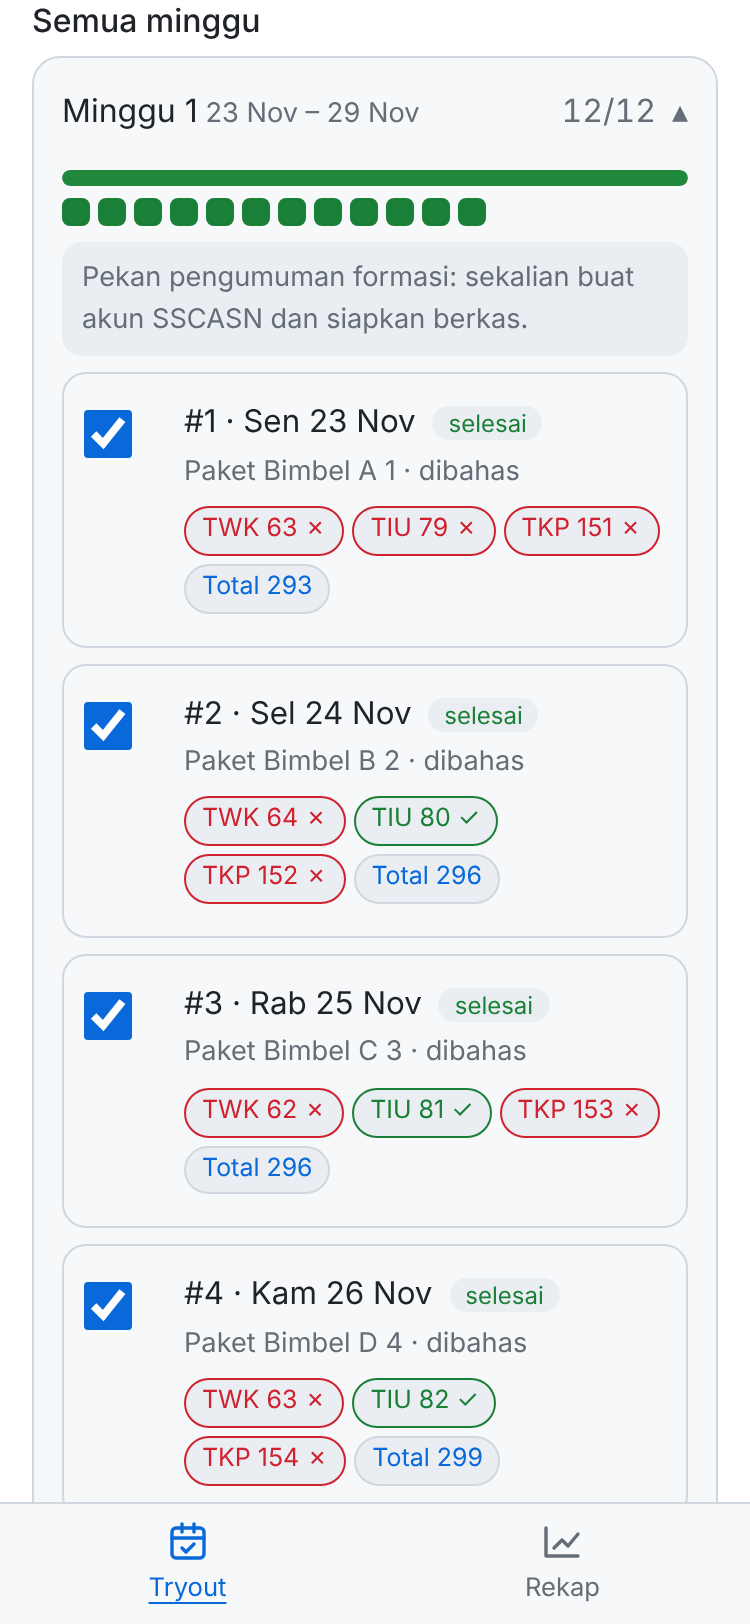 Semua minggu
Minggu 1 23 Nov – 29 Nov 12/12 ▲
Pekan pengumuman formasi: sekalian buat
akun SSCASN dan siapkan berkas.
#1 · Sen 23 Nov selesai
Paket Bimbel A 1 · dibahas
TWK 63 × TIU 79 × TKP 151 ×
Total 293
#2 · Sel 24 Nov selesai
Paket Bimbel B 2 · dibahas
TWK 64 × TIU 80 ✓
TKP 152 × Total 296
#3 · Rab 25 Nov selesai
Paket Bimbel C 3 · dibahas
TWK 62 × TIU 81 ✓ TKP 153 ×
Total 296
#4 · Kam 26 Nov selesai
Paket Bimbel D 4 · dibahas
TWK 63 × TIU 82 ✓
TKP 154 × Total 299
Tryout Rekap